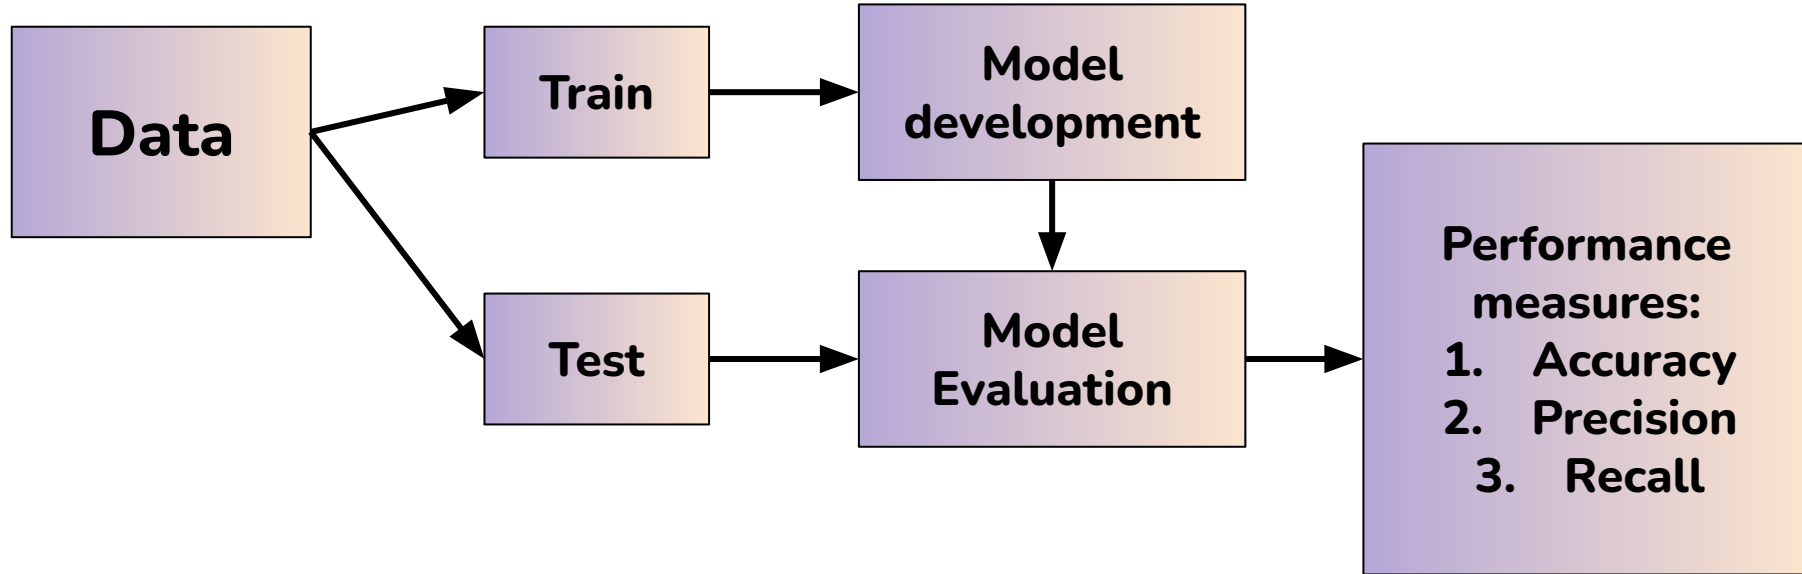 Data
Train
Model
development
Test
Model
Evaluation
Performance
measures:
1. Accuracy
2. Precision
3. Recall